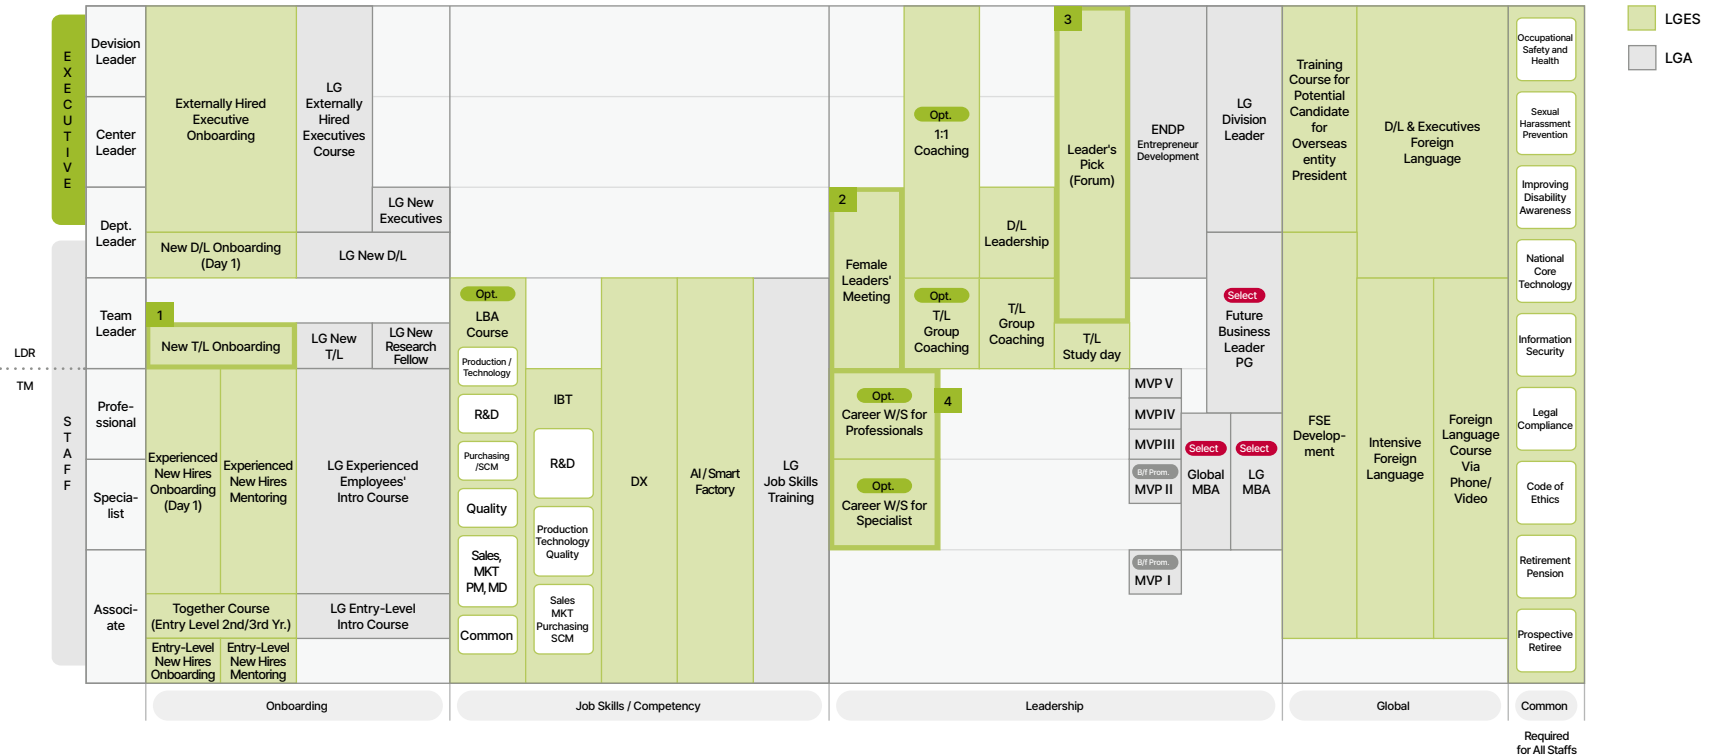 EXECUTIVE
STAFF
LDR
TM
Devision
Leader
Center
Leader
Dept.
Leader
Team
Leader
Profe-
ssional
Specia-
list
Associ-
ate
Externally Hired
Executive
Onboarding
LG
Externally
Hired
Executives
Course
LG New
Executives
New D/L Onboarding
(Day 1)
LG New D/L
1
New T/L Onboarding
LG New
T/L
LG New
Research
Fellow
Experienced
New Hires
Onboarding
(Day 1)
Experienced
New Hires
Mentoring
LG Experienced
Employees'
Intro Course
Together Course
(Entry Level 2nd/3rd Yr.)
LG Entry-Level
Intro Course
Entry-Level
New Hires
Onboarding
Entry-Level
New Hires
Mentoring
Onboarding
Opt.
LBA
Course
Production /
Technology
R&D
Purchasing
/SCM
Quality
Sales,
MKT
PM, MD
Common
IBT
R&D
Production
Technology
Quality
Sales
MKT
Purchasing
SCM
DX
AI / Smart
Factory
LG
Job Skills
Training
Job Skills / Competency
2
Female
Leaders'
Meeting
Opt.
1:1
Coaching
D/L
Leadership
Opt.
T/L
Group
Coaching
T/L
Group
Coaching
3
Leader's
Pick
(Forum)
T/L
Study day
4
Opt.
Career W/S for
Professionals
Opt.
Career W/S for
Specialist
ENDP
Entrepreneur
Development
LG
Division
Leader
Select
Future
Business
Leader
PG
MVP V
MVP IV
MVP III
B/f Prom.
MVP II
B/f Prom.
MVP I
Select
Global
MBA
Select
LG
MBA
Leadership
Training
Course for
Potential
Candidate
for
Overseas
entity
President
D/L & Executives
Foreign
Language
FSE
Develop-
ment
Intensive
Foreign
Language
Foreign
Language
Course
Via
Phone/
Video
Global
Occupational
Safety and
Health
Sexual
Harassment
Prevention
Improving
Disability
Awareness
National
Core
Technology
Information
Security
Legal
Compliance
Code of
Ethics
Retirement
Pension
Prospective
Retiree
Common
Required
for All Staffs
LGES
LGA